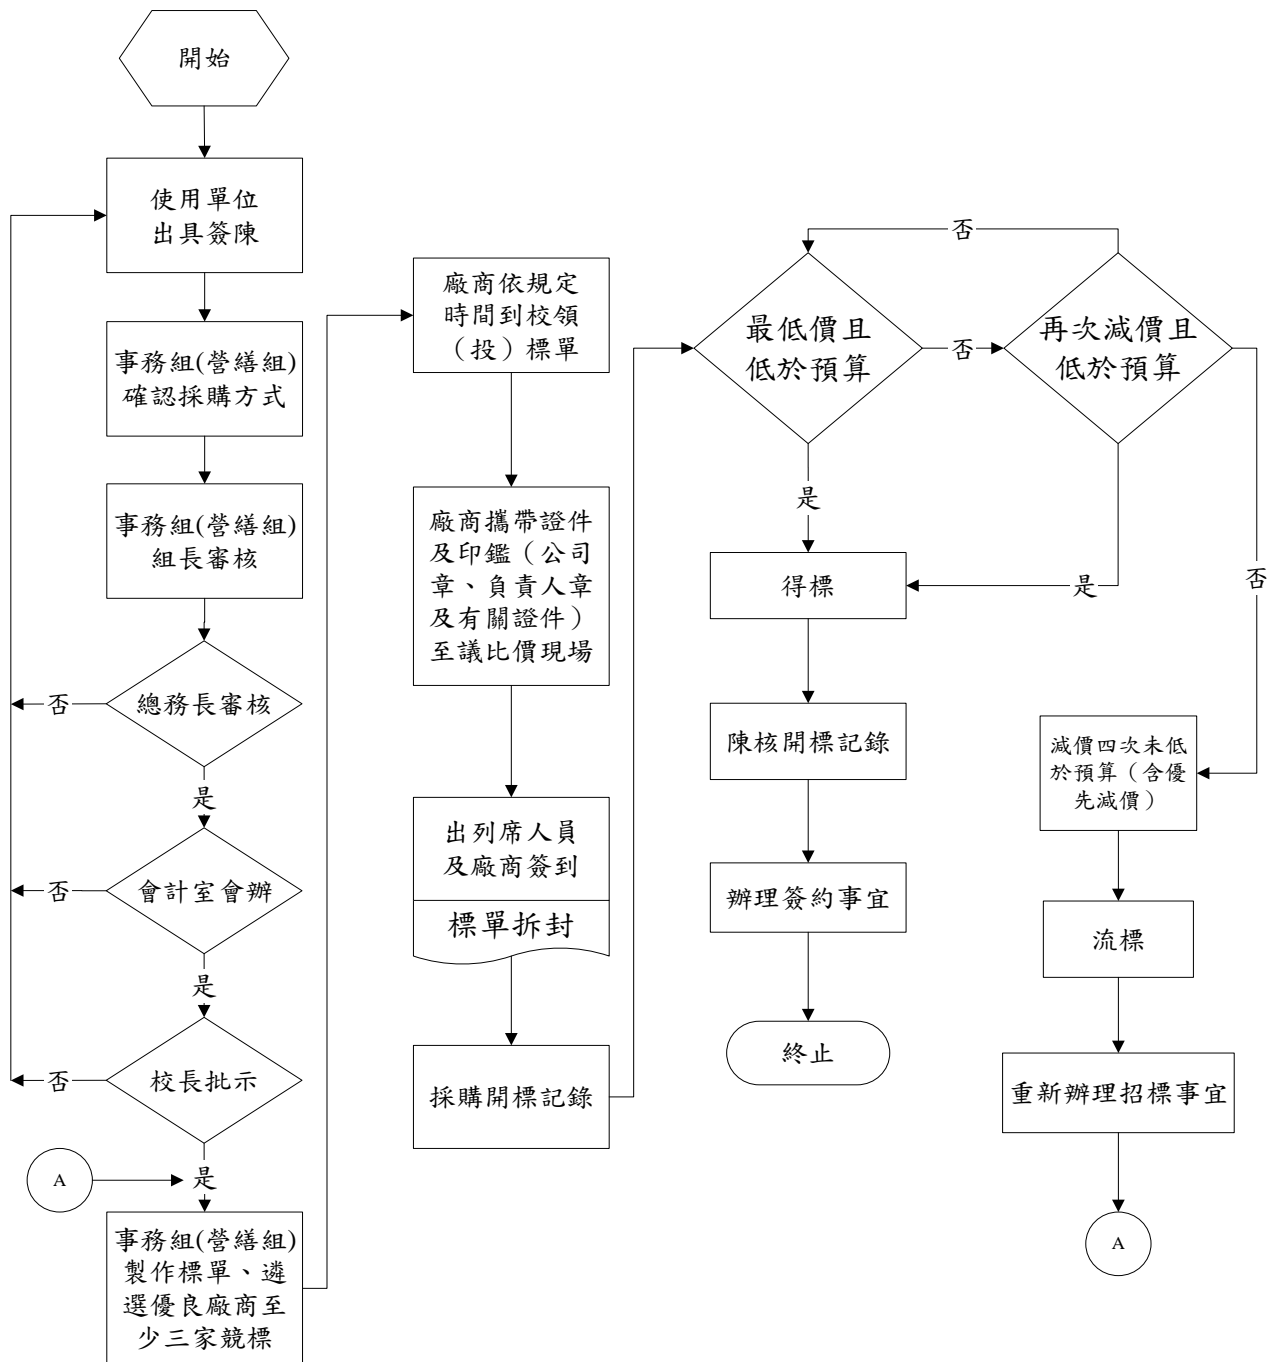 開始
使用單位
出具簽陳
事務組(營繕組)
確認採購方式
事務組(營繕組)
組長審核
總務長審核
否
是
會計室會辦
否
是
校長批示
否
是
A
事務組(營繕組)
製作標單、遴
選優良廠商至
少三家競標
廠商依規定
時間到校領
（投）標單
廠商攜帶證件
及印鑑（公司
章、負責人章
及有關證件）
至議比價現場
出列席人員
及廠商簽到
標單拆封
採購開標記錄
最低價且
低於預算
否
否
是
再次減價且
低於預算
是
否
得標
陳核開標記錄
辦理簽約事宜
終止
減價四次未低
於預算（含優
先減價）
流標
重新辦理招標事宜
A